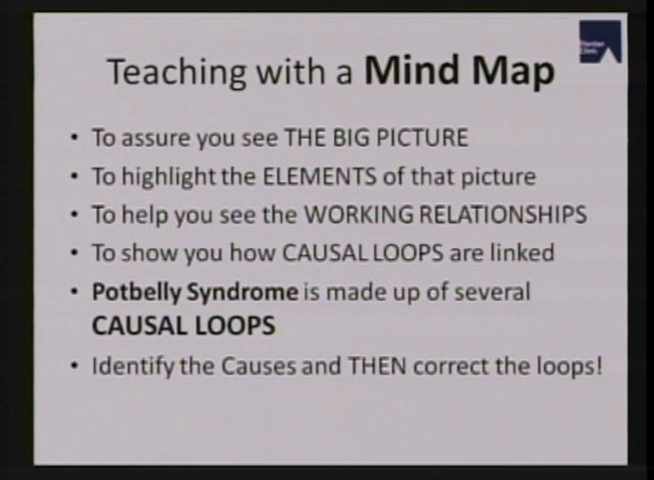 Teaching with a Mind Map
• To assure you see THE BIG PICTURE
• To highlight the ELEMENTS of that picture
• To help you see the WORKING RELATIONSHIPS
• To show you how CAUSAL LOOPS are linked
• Potbelly Syndrome is made up of several
CAUSAL LOOPS
• Identify the Causes and THEN correct the loops!